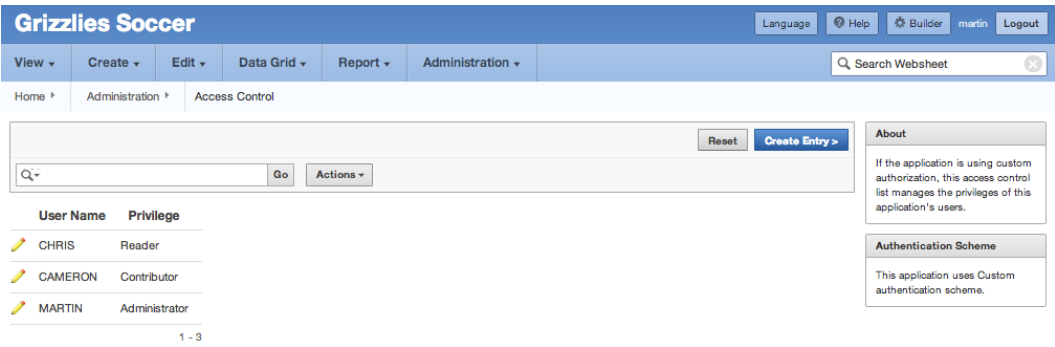 Grizzlies Soccer
Language Help Builder martin Logout
View Create Edit Data Grid Report Administration
Search Websheet
Home Administration Access Control
Reset Create Entry >
Go Actions
User Name Privilege
CHRIS Reader
CAMERON Contributor
MARTIN Administrator
1 - 3
About
If the application is using custom
authorization, this access control
list manages the privileges of this
application's users.
Authentication Scheme
This application uses Custom
authentication scheme.